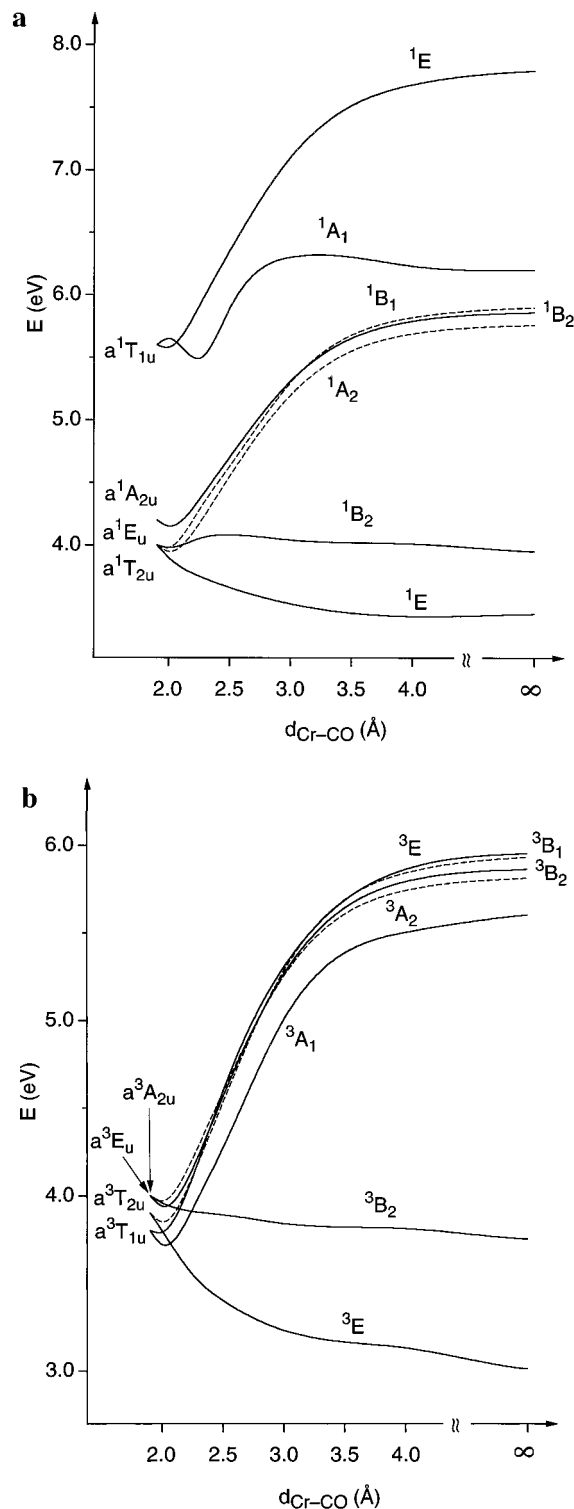 a
8.0
7.0
6.0
5.0
4.0
E (eV)
¹E
¹A₁
¹B₁
¹B₂
¹A₂
¹B₂
¹E
a¹T₁ᵤ
a¹A₂ᵤ
a¹Eᵤ
a¹T₂ᵤ
2.0 2.5 3.0 3.5 4.0 ∞
d_Cr–CO (Å)
b
6.0
5.0
4.0
3.0
E (eV)
³E
³B₁
³B₂
³A₂
³A₁
a³A₂ᵤ
a³Eᵤ
a³T₂ᵤ
a³T₁ᵤ
³B₂
³E
2.0 2.5 3.0 3.5 4.0 ∞
d_Cr–CO (Å)